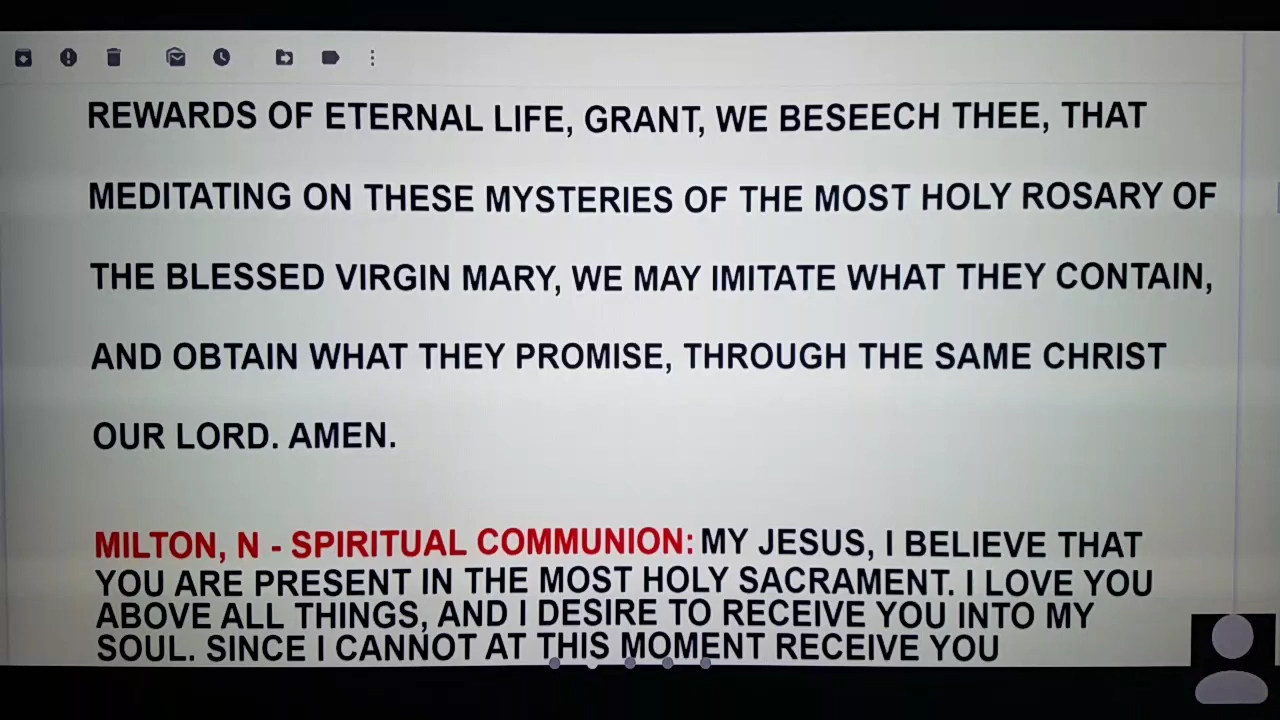 REWARDS OF ETERNAL LIFE, GRANT, WE BESEECH THEE, THAT
MEDITATING ON THESE MYSTERIES OF THE MOST HOLY ROSARY OF
THE BLESSED VIRGIN MARY, WE MAY IMITATE WHAT THEY CONTAIN,
AND OBTAIN WHAT THEY PROMISE, THROUGH THE SAME CHRIST
OUR LORD. AMEN.
MILTON, N - SPIRITUAL COMMUNION: MY JESUS, I BELIEVE THAT
YOU ARE PRESENT IN THE MOST HOLY SACRAMENT. I LOVE YOU
ABOVE ALL THINGS, AND I DESIRE TO RECEIVE YOU INTO MY
SOUL. SINCE I CANNOT AT THIS MOMENT RECEIVE YOU